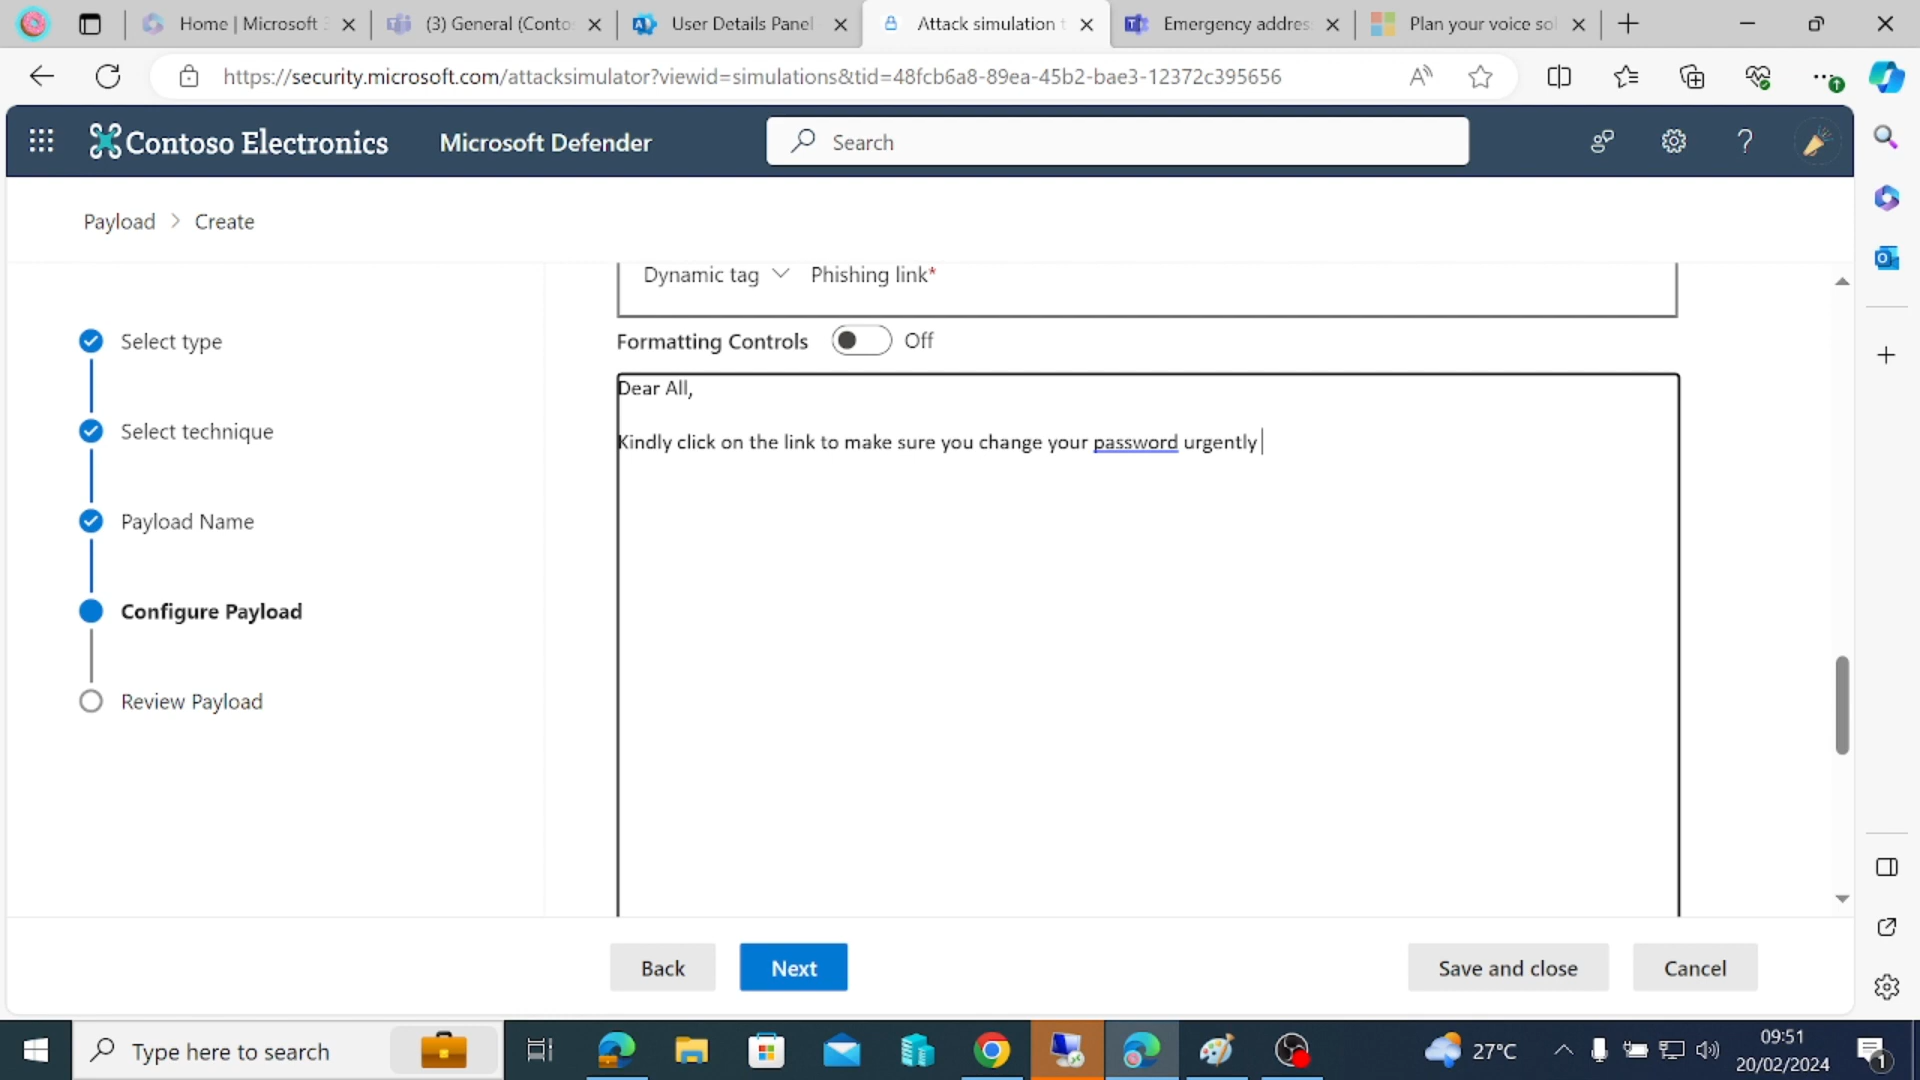 Home | Microsoft 3
(3) General (Conto
User Details Panel
Attack simulation t
Emergency addres
Plan your voice sol
https://security.microsoft.com/attacksimulator?viewid=simulations&tid=48fcb6a8-89ea-45b2-bae3-12372c395656
Contoso Electronics
Microsoft Defender
Search
Payload > Create
Dynamic tag
Phishing link*
Formatting Controls
Off
Select type
Select technique
Payload Name
Configure Payload
Review Payload
Dear All,
Kindly click on the link to make sure you change your password urgently
Back
Next
Save and close
Cancel
Type here to search
27°C
09:51
20/02/2024
1